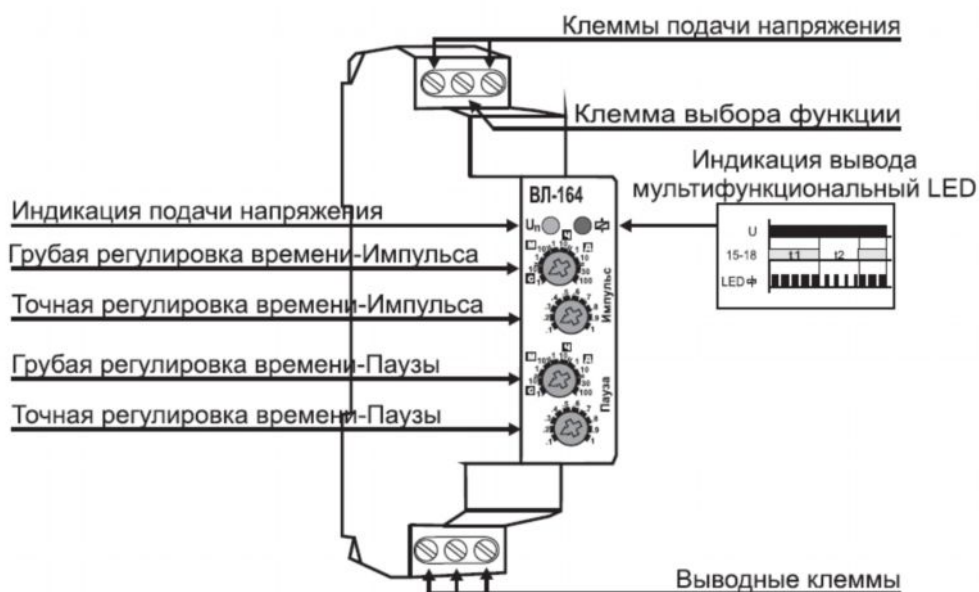 Клеммы подачи напряжения
Клемма выбора функции
Индикация вывода
мультифункциональный LED
ВЛ-164
Индикация подачи напряжения
Un
U
15-18 t1 t2
LED
Грубая регулировка времени-Импульса
Точная регулировка времени-Импульса
Импульс
Грубая регулировка времени-Паузы
Точная регулировка времени-Паузы
Пауза
Выводные клеммы